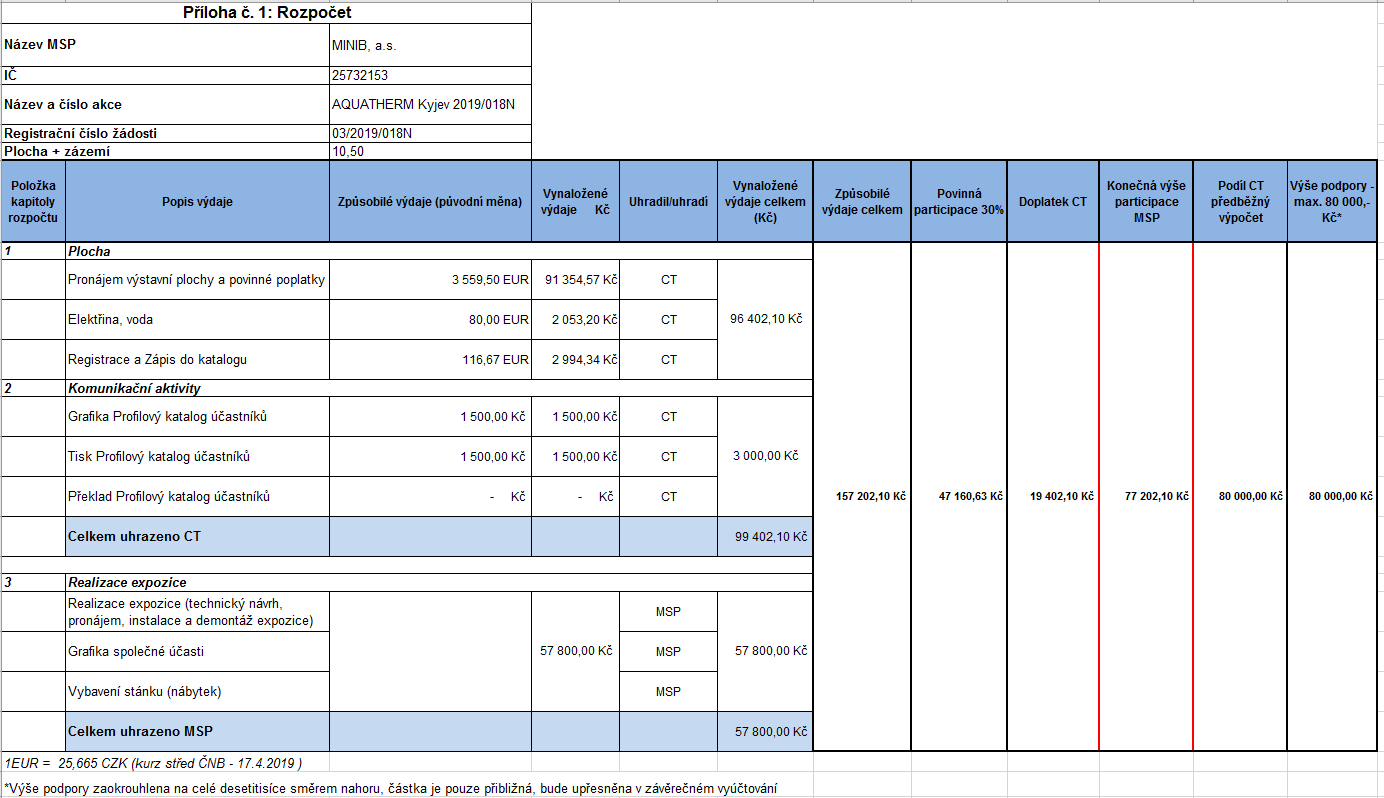 Příloha č. 1: Rozpočet
Název MSP MINIB, a.s.
IČ 25732153
Název a číslo akce AQUATHERM Kyjev 2019/018N
Registrační číslo žádosti 03/2019/018N
Plocha + zázemí 10,50
Položka kapitoly rozpočtu Popis výdaje Způsobilé výdaje (původní měna) Vynaložené výdaje Kč Uhradil/uhradí Vynaložené výdaje celkem (Kč) Způsobilé výdaje celkem Povinná participace 30% Doplatek CT Konečná výše participace MSP Podíl CT předběžný výpočet Výše podpory - max. 80 000,- Kč*
1 Plocha
Pronájem výstavní plochy a povinné poplatky 3 559,50 EUR 91 354,57 Kč CT
Elektřina, voda 80,00 EUR 2 053,20 Kč CT 96 402,10 Kč
Registrace a Zápis do katalogu 116,67 EUR 2 994,34 Kč CT
2 Komunikační aktivity
Grafika Profilový katalog účastníků 1 500,00 Kč 1 500,00 Kč CT
Tisk Profilový katalog účastníků 1 500,00 Kč 1 500,00 Kč CT 3 000,00 Kč
Překlad Profilový katalog účastníků - Kč - Kč CT 157 202,10 Kč 47 160,63 Kč 19 402,10 Kč 77 202,10 Kč 80 000,00 Kč 80 000,00 Kč
Celkem uhrazeno CT 99 402,10 Kč
3 Realizace expozice
Realizace expozice (technický návrh,
pronájem, instalace a demontáž expozice) MSP
Grafika společné účasti 57 800,00 Kč MSP 57 800,00 Kč
Vybavení stánku (nábytek) MSP
Celkem uhrazeno MSP 57 800,00 Kč
1EUR = 25,665 CZK (kurz střed ČNB - 17.4.2019 )
*Výše podpory zaokrouhlena na celé desetitisíce směrem nahoru, částka je pouze přibližná, bude upřesněna v závěrečném vyúčtování